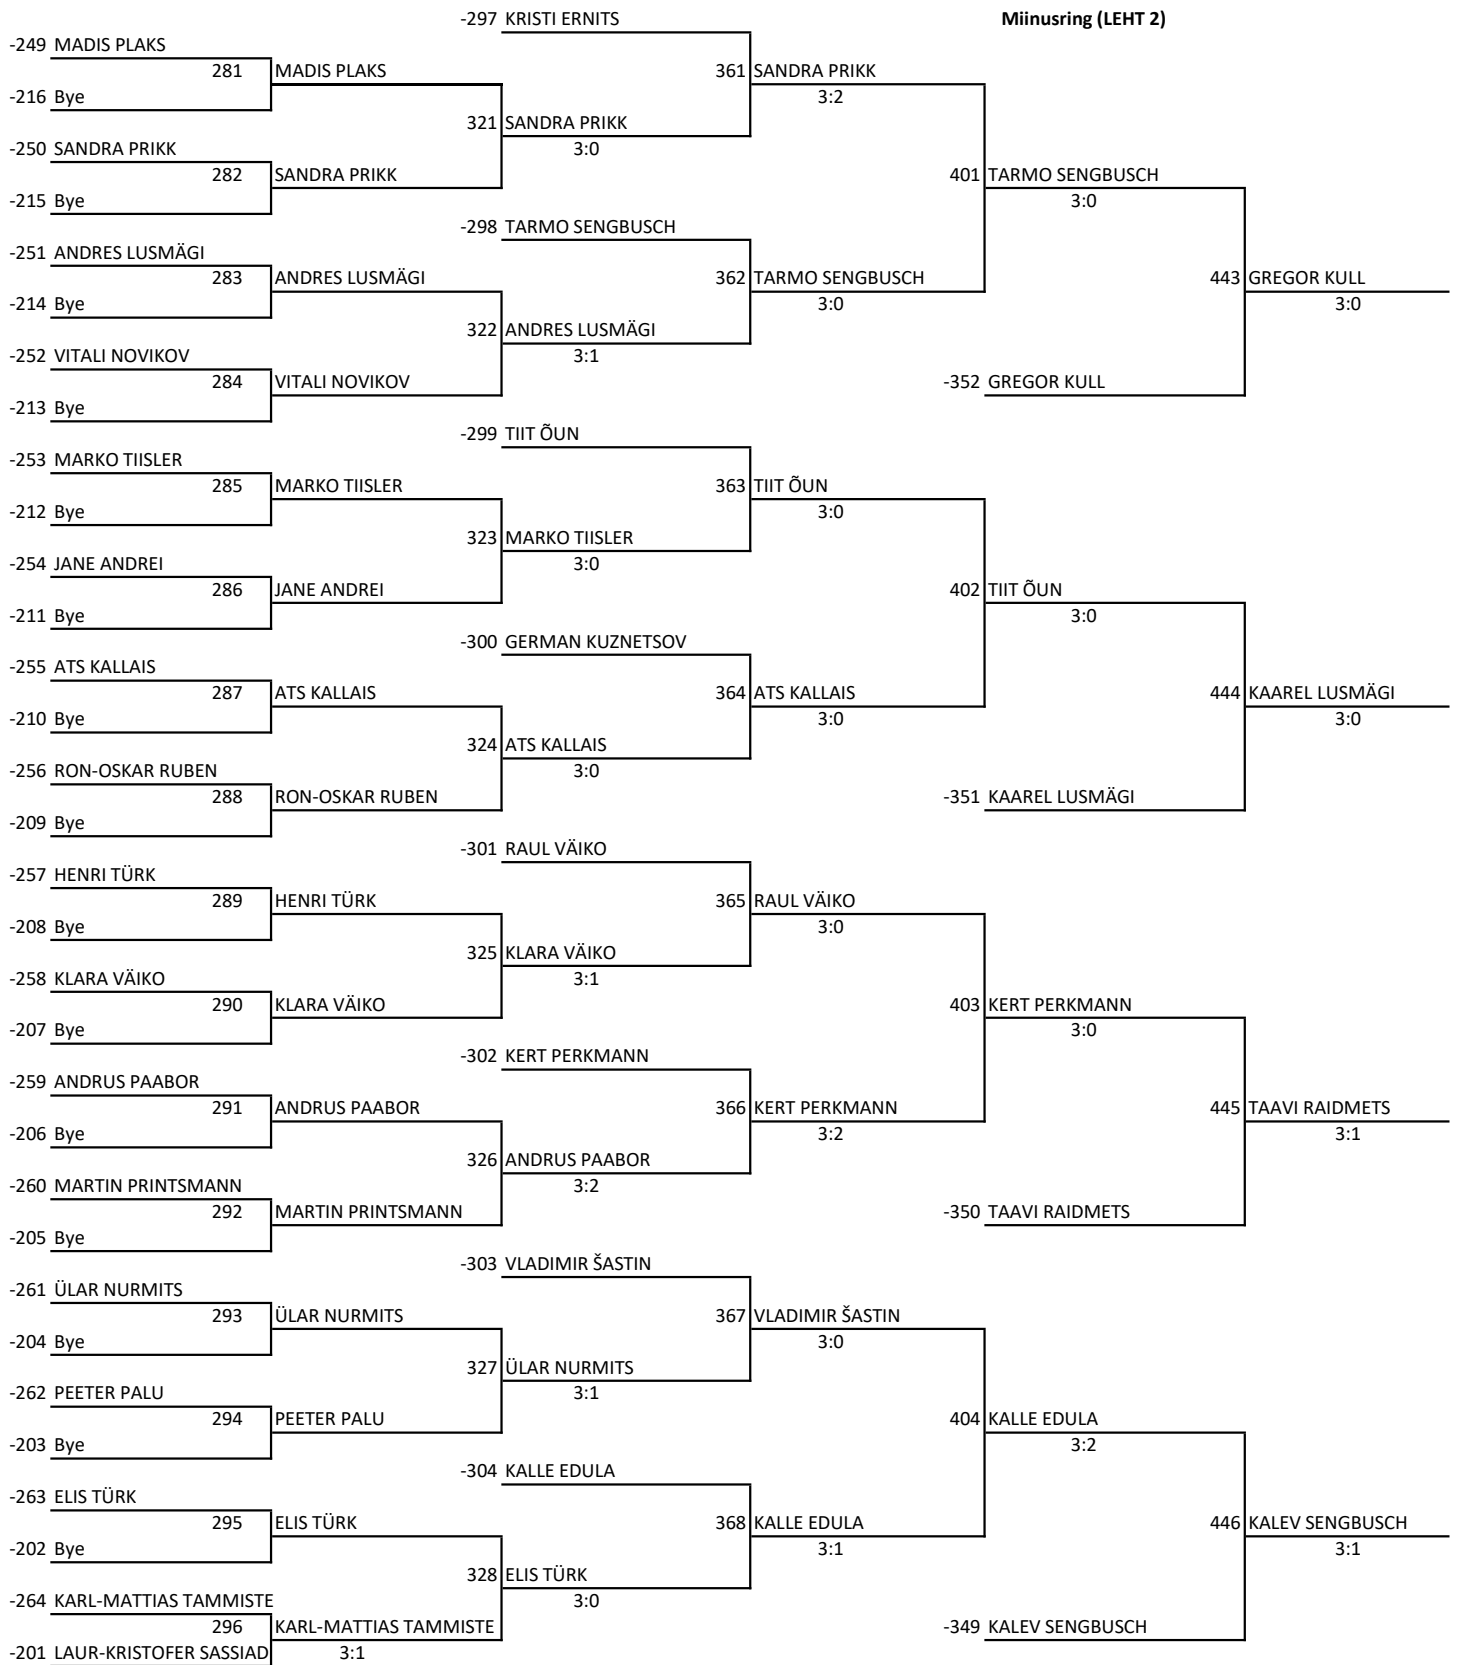 -297 KRISTI ERNITS Miinusring (LEHT 2)
-249 MADIS PLAKS
281 MADIS PLAKS 361 SANDRA PRIKK
-216 Bye 3:2
321 SANDRA PRIKK
-250 SANDRA PRIKK 3:0
282 SANDRA PRIKK 401 TARMO SENGBUSCH
-215 Bye 3:0
-298 TARMO SENGBUSCH
-251 ANDRES LUSMÄGI
283 ANDRES LUSMÄGI 362 TARMO SENGBUSCH 443 GREGOR KULL
-214 Bye 3:0 3:0
322 ANDRES LUSMÄGI
-252 VITALI NOVIKOV 3:1
284 VITALI NOVIKOV -352 GREGOR KULL
-213 Bye
-299 TIIT ÕUN
-253 MARKO TIISLER
285 MARKO TIISLER 363 TIIT ÕUN
-212 Bye 3:0
323 MARKO TIISLER
-254 JANE ANDREI 3:0
286 JANE ANDREI 402 TIIT ÕUN
-211 Bye 3:0
-300 GERMAN KUZNETSOV
-255 ATS KALLAIS
287 ATS KALLAIS 364 ATS KALLAIS 444 KAAREL LUSMÄGI
-210 Bye 3:0 3:0
324 ATS KALLAIS
-256 RON-OSKAR RUBEN 3:0
288 RON-OSKAR RUBEN -351 KAAREL LUSMÄGI
-209 Bye
-301 RAUL VÄIKO
-257 HENRI TÜRK
289 HENRI TÜRK 365 RAUL VÄIKO
-208 Bye 3:0
325 KLARA VÄIKO
-258 KLARA VÄIKO 3:1
290 KLARA VÄIKO 403 KERT PERKMANN
-207 Bye 3:0
-302 KERT PERKMANN
-259 ANDRUS PAABOR
291 ANDRUS PAABOR 366 KERT PERKMANN 445 TAAVI RAIDMETS
-206 Bye 3:2 3:1
326 ANDRUS PAABOR
-260 MARTIN PRINTSMANN 3:2
292 MARTIN PRINTSMANN -350 TAAVI RAIDMETS
-205 Bye
-303 VLADIMIR ŠASTIN
-261 ÜLAR NURMITS
293 ÜLAR NURMITS 367 VLADIMIR ŠASTIN
-204 Bye 3:0
327 ÜLAR NURMITS
-262 PEETER PALU 3:1
294 PEETER PALU 404 KALLE EDULA
-203 Bye 3:2
-304 KALLE EDULA
-263 ELIS TÜRK
295 ELIS TÜRK 368 KALLE EDULA 446 KALEV SENGBUSCH
-202 Bye 3:1 3:1
328 ELIS TÜRK
-264 KARL-MATTIAS TAMMISTE 3:0
296 KARL-MATTIAS TAMMISTE -349 KALEV SENGBUSCH
-201 LAUR-KRISTOFER SASSIAD 3:1